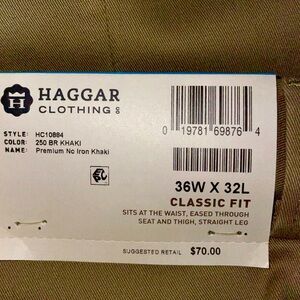 H HAGGAR
CLOTHING CO
STYLE: HC10884
COLOR: 250 BR KHAKI
NAME: Premium No Iron Khaki
0 19781 69876 4
36W X 32L
CLASSIC FIT
SITS AT THE WAIST, EASED THROUGH
SEAT AND THIGH, STRAIGHT LEG
SUGGESTED RETAIL $70.00